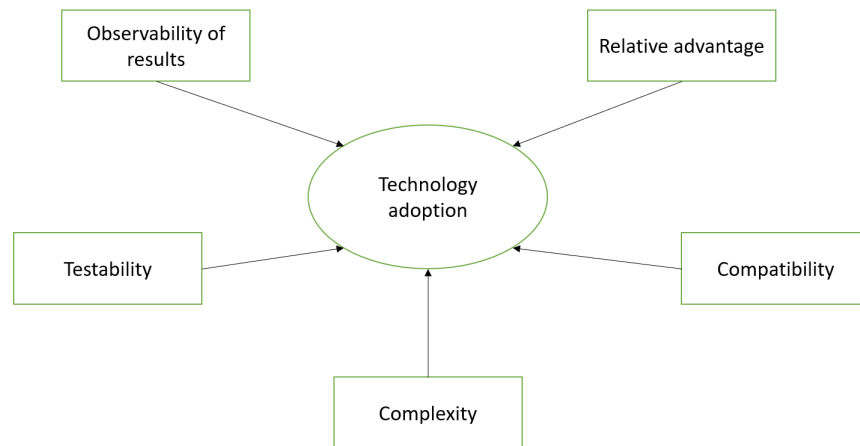 Observability of
results
Relative advantage
Technology
adoption
Testability
Compatibility
Complexity